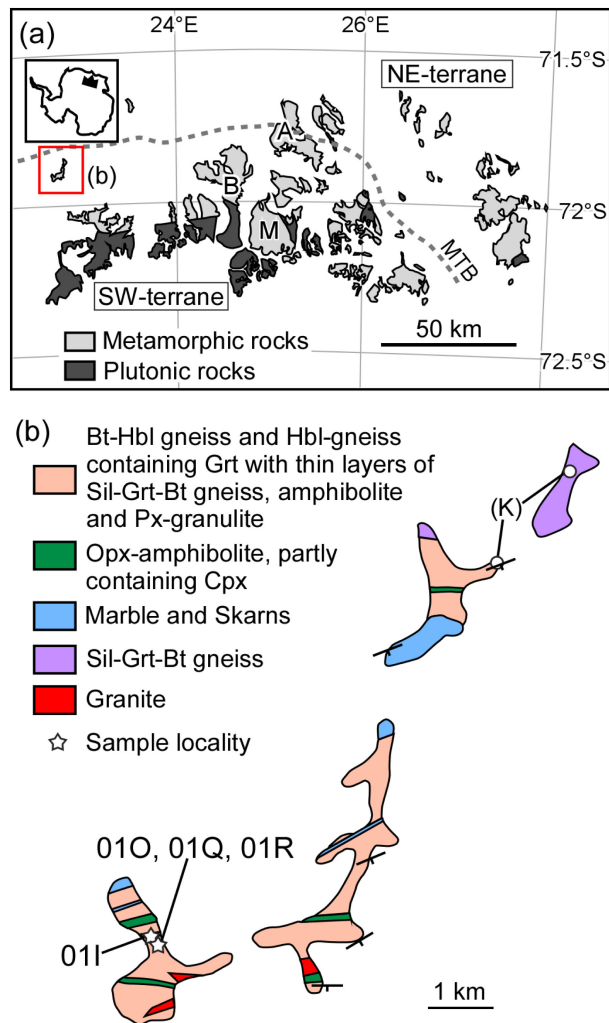 (a)
24°E
26°E
71.5°S
NE-terrane
A
(b)
B
72°S
M
MTB
SW-terrane
50 km
Metamorphic rocks
Plutonic rocks
72.5°S
(b)
Bt-Hbl gneiss and Hbl-gneiss
containing Grt with thin layers of
Sil-Grt-Bt gneiss, amphibolite
and Px-granulite
(K)
Opx-amphibolite, partly
containing Cpx
Marble and Skarns
Sil-Grt-Bt gneiss
Granite
Sample locality
01O, 01Q, 01R
01I
1 km